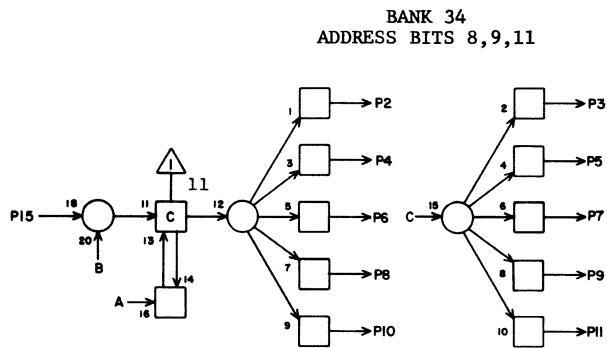 BANK 34
ADDRESS BITS 8,9,11
1 P2 2 P3
3 P4 4 P5
I 11
P15 18 11 C 12 5 P6 C 15 6 P7
20 13
B 7 P8 8 P9
14
A 16
9 P10 10 P11